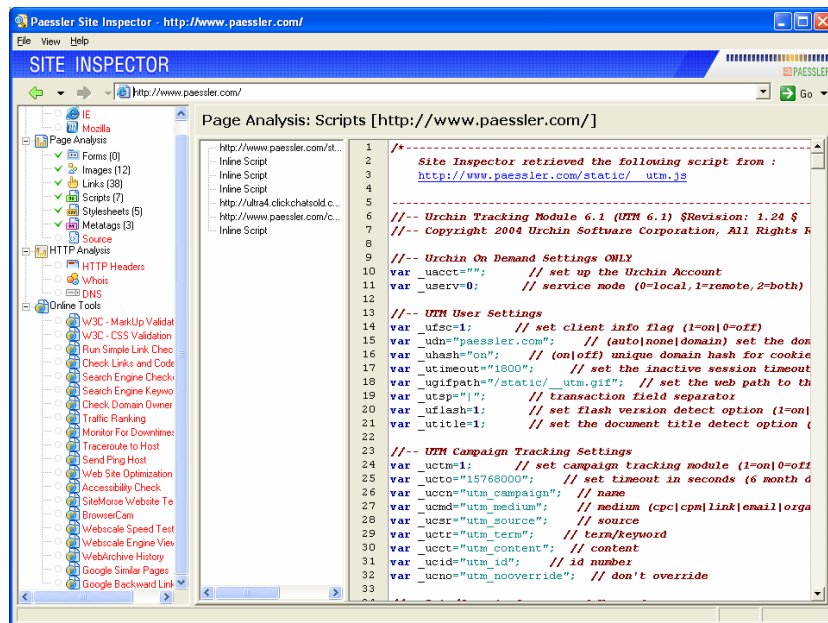 Paessler Site Inspector - http://www.paessler.com/
File View Help
SITE INSPECTOR
PAESSLER
http://www.paessler.com/
Go
IE
Mozilla
Page Analysis
Forms (0)
Images (12)
Links (38)
Scripts (7)
Stylesheets (5)
Metatags (3)
Source
HTTP Analysis
HTTP Headers
Whois
DNS
Online Tools
W3C - MarkUp Validat
W3C - CSS Validation
Run Simple Link Chec
Check Links and Code
Search Engine Checke
Search Engine Keywo
Check Domain Owner
Traffic Ranking
Monitor For Downtimes
Traceroute to Host
Send Ping Host
Web Site Optimization
Accessibility Check
SiteMorse Website Te
BrowserCam
Webscale Speed Test
Webscale Engine View
WebArchive History
Google Similar Pages
Google Backward Link
Page Analysis: Scripts [http://www.paessler.com/]
http://www.paessler.com/st...
Inline Script
Inline Script
Inline Script
http://ultra4.clickchatsold.c...
http://www.paessler.com/c...
Inline Script
1 /*------------------------------------------------------------
2 Site Inspector retrieved the following script from :
3 http://www.paessler.com/static/__utm.js
4
5 ------------------------------------------------------------
6 //-- Urchin Tracking Module 6.1 (UTM 6.1) $Revision: 1.24 $
7 //-- Copyright 2004 Urchin Software Corporation, All Rights R
8
9 //-- Urchin On Demand Settings ONLY
10 var _uacct=""; // set up the Urchin Account
11 var _userv=0; // service mode (0=local,1=remote,2=both)
12
13 //-- UTM User Settings
14 var _ufsc=1; // set client info flag (1=on|0=off)
15 var _udn="paessler.com"; // (auto|none|domain) set the dom
16 var _uhash="on"; // (on|off) unique domain hash for cookie
17 var _utimeout="1800"; // set the inactive session timeout
18 var _ugifpath="/static/__utm.gif"; // set the web path to th
19 var _utsp="|"; // transaction field separator
20 var _uflash=1; // set flash version detect option (1=on|
21 var _utitle=1; // set the document title detect option (
22
23 //-- UTM Campaign Tracking Settings
24 var _uctm=1; // set campaign tracking module (1=on|0=off
25 var _ucto="15768000"; // set timeout in seconds (6 month d
26 var _uccn="utm_campaign"; // name
27 var _ucmd="utm_medium"; // medium (cpc|cpm|link|email|orga
28 var _ucsr="utm_source"; // source
29 var _uctr="utm_term"; // term/keyword
30 var _ucct="utm_content"; // content
31 var _ucid="utm_id"; // id number
32 var _ucno="utm_nooverride"; // don't override
33